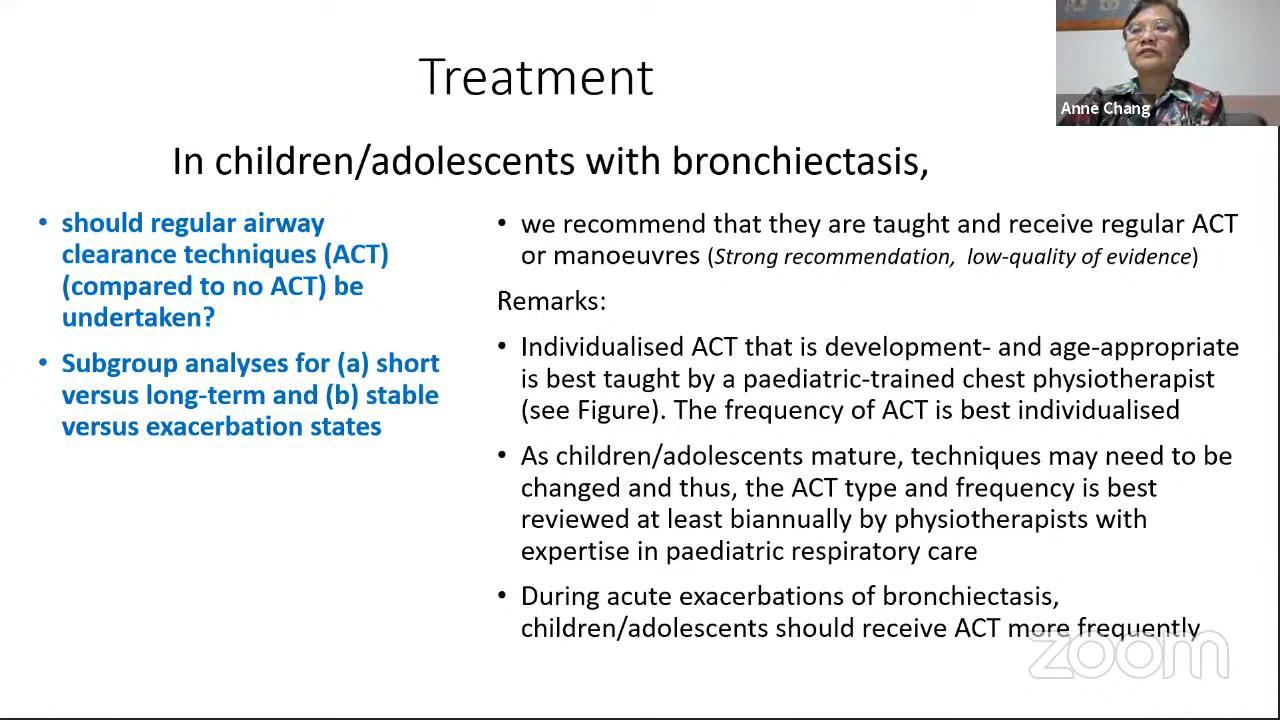 Treatment
Anne Chang
In children/adolescents with bronchiectasis,
• should regular airway
clearance techniques (ACT)
(compared to no ACT) be
undertaken?
• Subgroup analyses for (a) short
versus long-term and (b) stable
versus exacerbation states
• we recommend that they are taught and receive regular ACT
or manoeuvres (Strong recommendation, low-quality of evidence)
Remarks:
• Individualised ACT that is development- and age-appropriate
is best taught by a paediatric-trained chest physiotherapist
(see Figure). The frequency of ACT is best individualised
• As children/adolescents mature, techniques may need to be
changed and thus, the ACT type and frequency is best
reviewed at least biannually by physiotherapists with
expertise in paediatric respiratory care
• During acute exacerbations of bronchiectasis,
children/adolescents should receive ACT more frequently
zoom